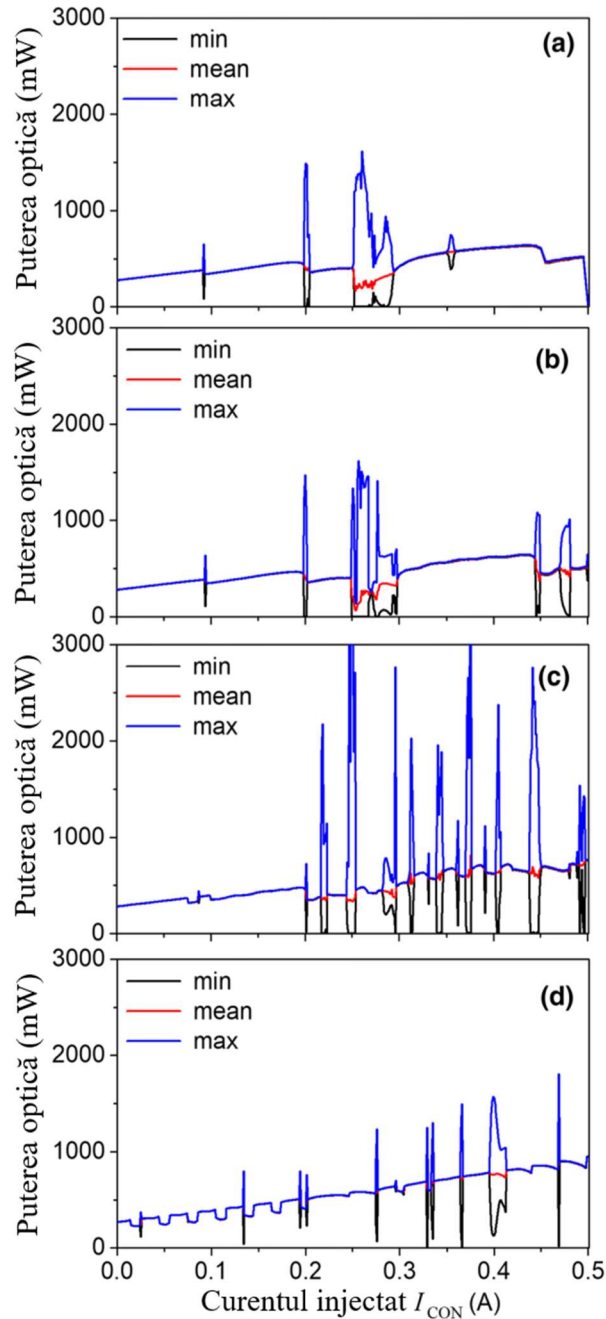 3000
min
(a)
mean
2000
max
1000
0
Puterea optică (mW)
3000
min
(b)
mean
2000
max
1000
0
Puterea optică (mW)
3000
min
(c)
mean
2000
max
1000
0
Puterea optică (mW)
3000
min
(d)
mean
2000
max
1000
0
Puterea optică (mW)
0.0 0.1 0.2 0.3 0.4 0.5
Curentul injectat I_CON (A)